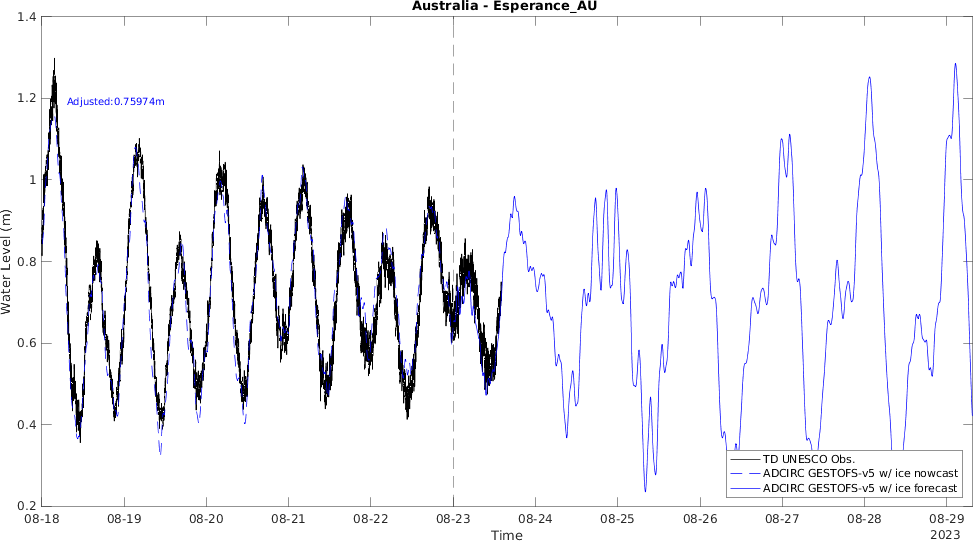 Australia - Esperance_AU
1.4
1.2
1
0.8
0.6
0.4
0.2
Water Level (m)
Adjusted:0.75974m
TD UNESCO Obs.
ADCIRC GESTOFS-v5 w/ ice nowcast
ADCIRC GESTOFS-v5 w/ ice forecast
08-18 08-19 08-20 08-21 08-22 08-23 08-24 08-25 08-26 08-27 08-28 08-29
Time
2023